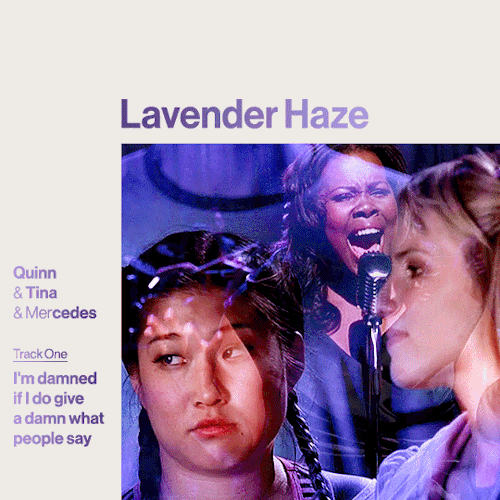 Lavender Haze
Quinn
& Tina
& Mercedes
Track One
I'm damned
if I do give
a damn what
people say